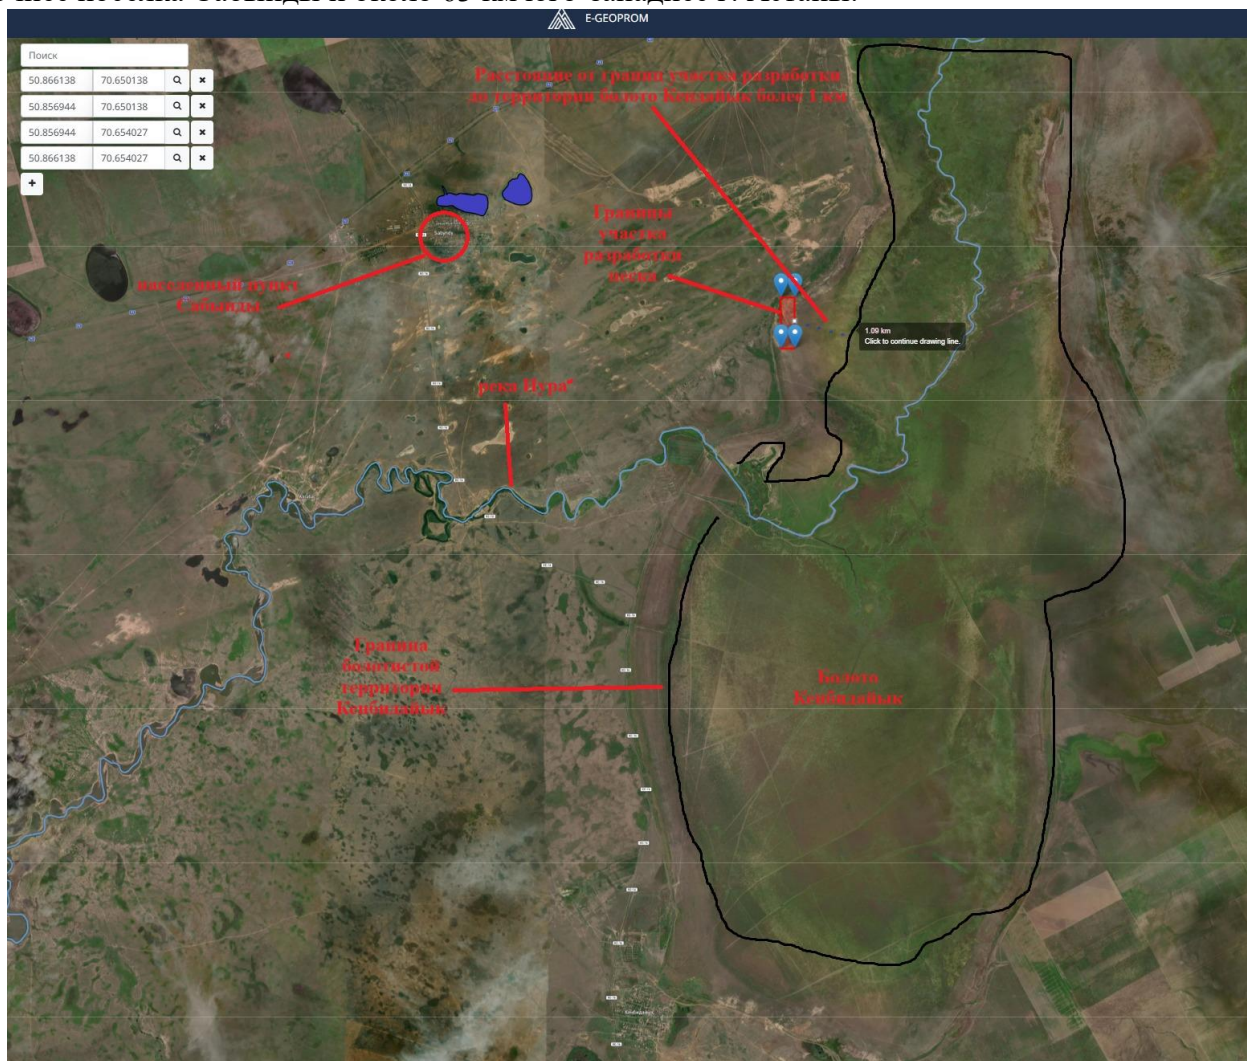 E-GEOPROM
Поиск
50.866138 70.650138
50.856944 70.650138
50.856944 70.654027
50.866138 70.654027
Расстояние от границ участка разработки
до территории болото Кендайык более 1 км
Границы
участка
разработки
песка
населенный пункт
Сабынды
1.09 km
Click to continue drawing line.
река Нура
Граница
болотистой
территории
Кенбидайык
Болото
Кенбидайык